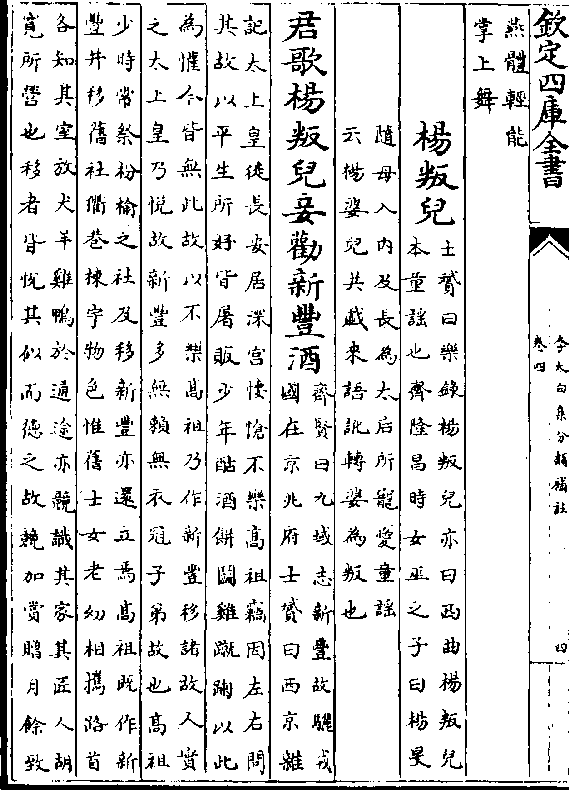 欽定四庫全書
李太白集分類補註
卷四
四
燕體輕能
掌上舞
楊叛兒
士贇曰樂錄楊叛兒亦曰西曲楊叛兒
本童謡也齊隆昌時女巫之子曰楊旻
隨母入内及長為太后所寵愛童謡
云楊婆兒共戲來語訛轉婆為叛也
君歌楊叛兒妾勸新豐酒
齊賢曰九域志新豐故驪戎
國在京兆府士贇曰西京雜
記太上皇徙長安居深宫悽愴不樂髙祖竊因左右問
其故以平生所好皆屠販少年酤酒餅鬭雞蹴踘以此
為懽今皆無此故以不樂髙祖乃作新豐移諸故人實
之太上皇乃悦故新豐多無賴無衣冠子弟故也髙祖
少時常祭枌榆之社及移新豐亦還立焉髙祖既作新
豐并移舊社衢巷棟宇物色惟舊士女老幼相攜路首
各知其室放犬羊雞鴨於通途亦競識其家其匠人胡
寛所營也移者皆悦其似而德之故競加賞賜月餘致